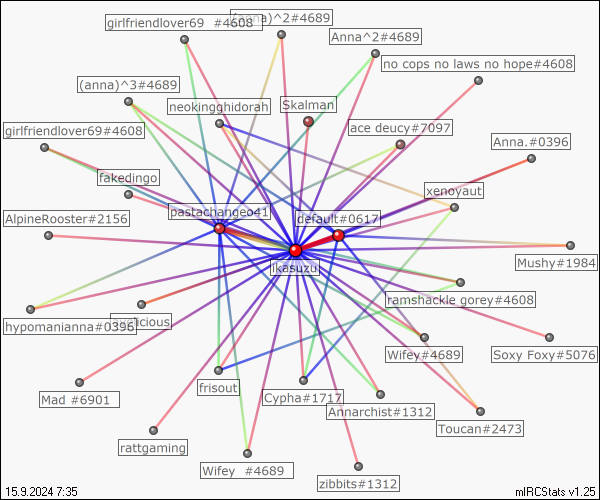 girlfriendlover69 #4608
(anna)^2#4689
Anna^2#4689
no cops no laws no hope#4608
(anna)^3#4689
neokingghidorah
Skalman
ace deucy#7097
girlfriendlover69#4608
Anna.#0396
fakedingo
xenoyaut
pastachangeo41
default#0617
AlpineRooster#2156
ikasuzu
Mushy#1984
ramshackle gorey#4608
hypomanianna#0396
Wifey#4689
Soxy Foxy#5076
frisout
Cypha#1717
Mad #6901
Annarchist#1312
Toucan#2473
rattgaming
Wifey #4689
zibbits#1312
15.9.2024 7:35
mIRCStats v1.25